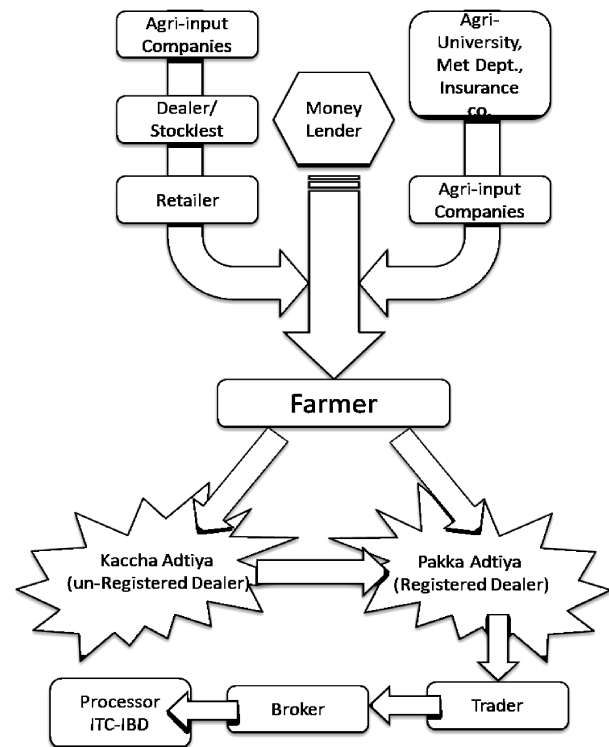 Agri-input
Companies
Dealer/
Stocklest
Retailer
Money
Lender
Agri-
University,
Met Dept.,
Insurance
co.
Agri-input
Companies
Farmer
Kaccha Adtiya
(un-Registered Dealer)
Pakka Adtiya
(Registered Dealer)
Trader
Broker
Processor
ITC-IBD